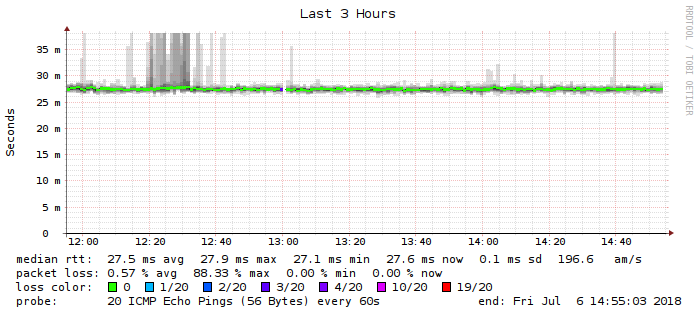 Last 3 Hours
RRDTOOL / TOBI OETIKER
Seconds
35 m
30 m
25 m
20 m
15 m
10 m
5 m
0
12:00 12:20 12:40 13:00 13:20 13:40 14:00 14:20 14:40
median rtt: 27.5 ms avg 27.9 ms max 27.1 ms min 27.6 ms now 0.1 ms sd 196.6 am/s
packet loss: 0.57 % avg 88.33 % max 0.00 % min 0.00 % now
loss color: 0 1/20 2/20 3/20 4/20 10/20 19/20
probe: 20 ICMP Echo Pings (56 Bytes) every 60s end: Fri Jul 6 14:55:03 2018